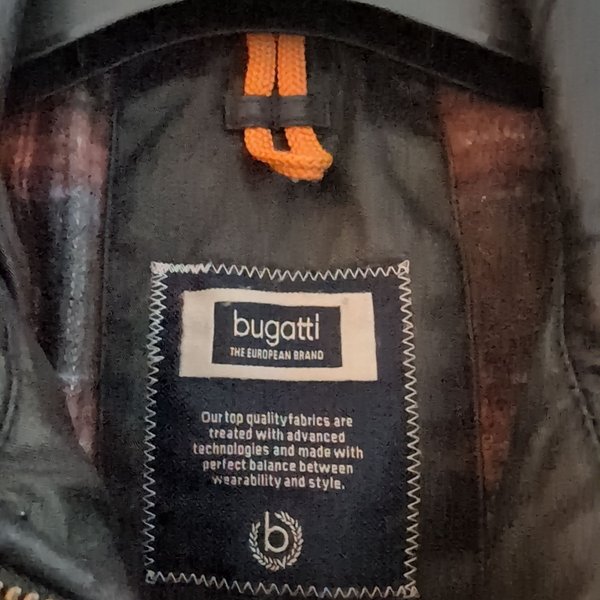 bugatti
THE EUROPEAN BRAND
Our top quality fabrics are
treated with advanced
technologies and made with
perfect balance between
wearability and style.
b